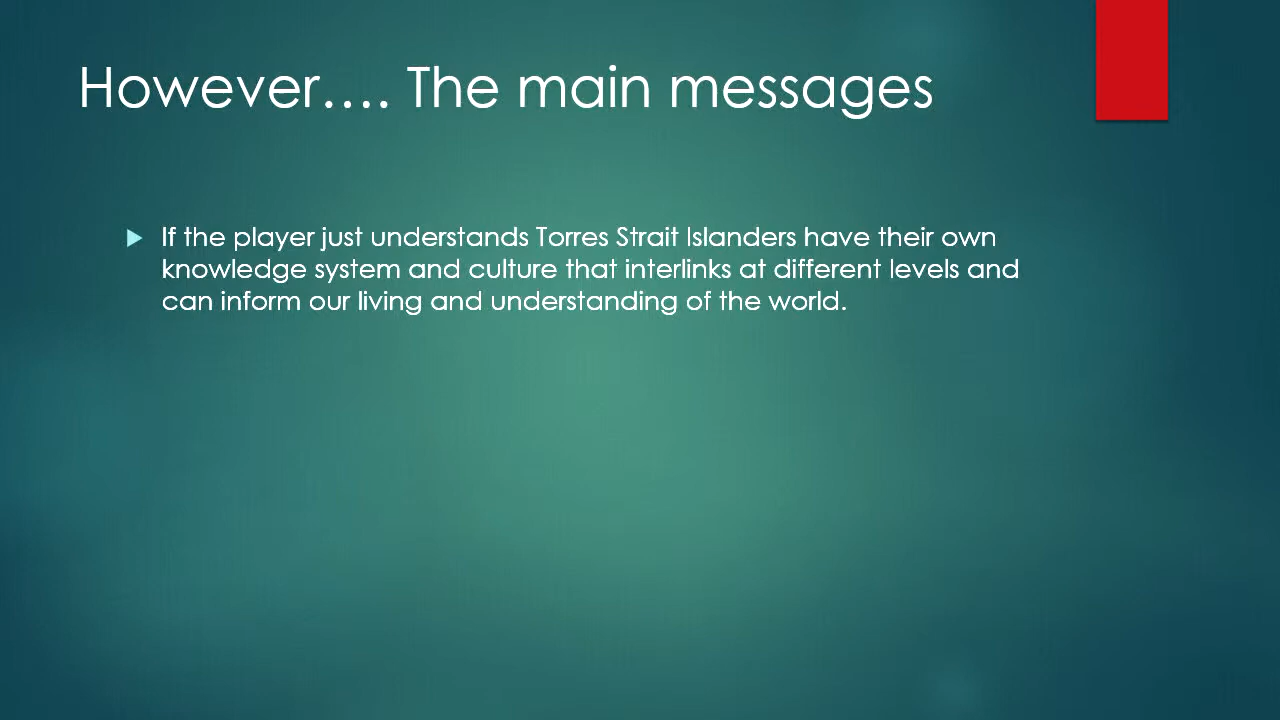 However…. The main messages
If the player just understands Torres Strait Islanders have their own
knowledge system and culture that interlinks at different levels and
can inform our living and understanding of the world.